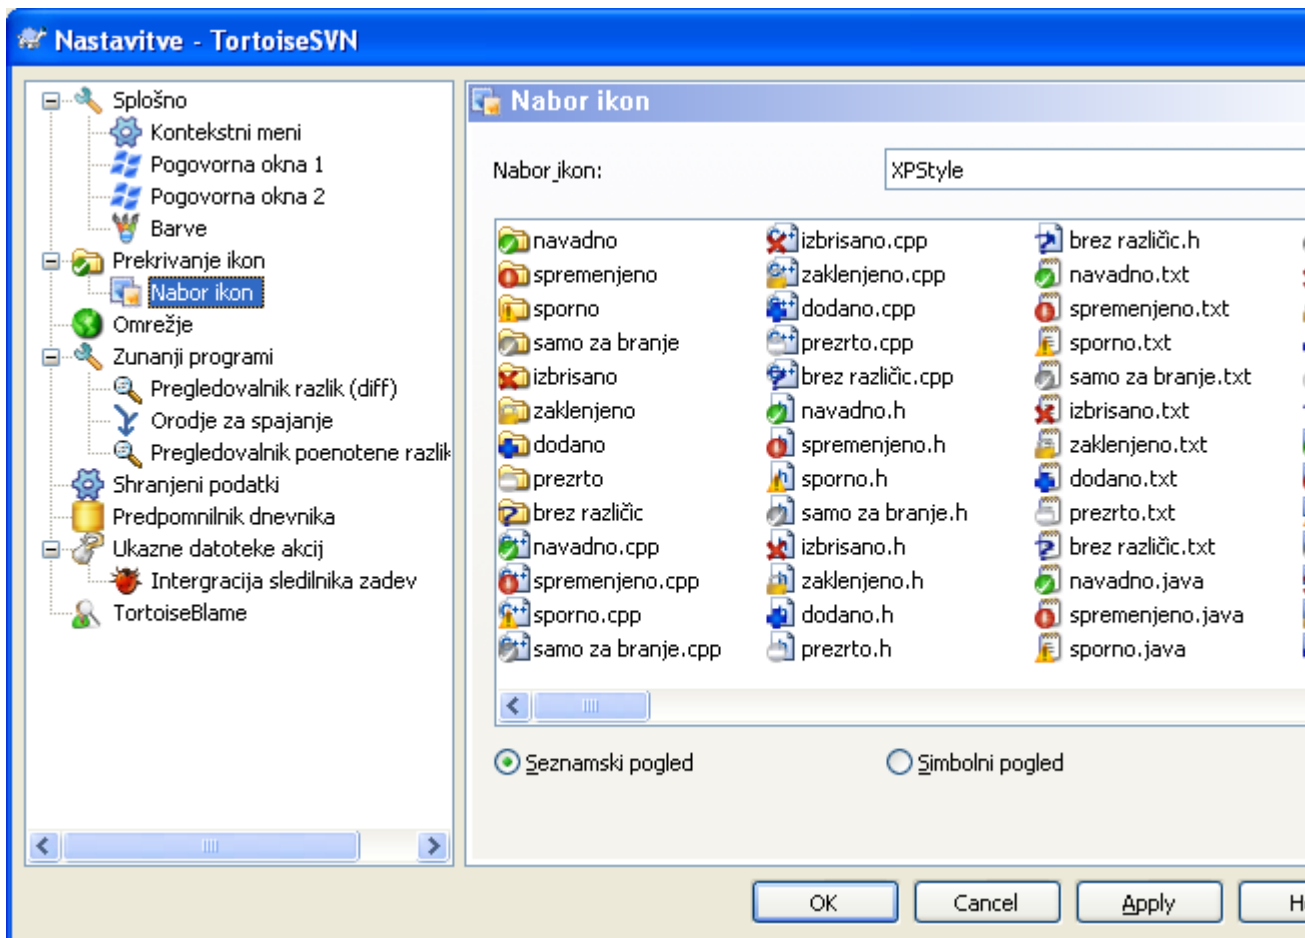 Nastavitve - TortoiseSVN
Splošno
Kontekstni meni
Pogovorna okna 1
Pogovorna okna 2
Barve
Prekrivanje ikon
Nabor ikon
Omrežje
Zunanji programi
Pregledovalnik razlik (diff)
Orodje za spajanje
Pregledovalnik poenotene razlik
Shranjeni podatki
Predpomnilnik dnevnika
Ukazne datoteke akcij
Intergracija sledilnika zadev
TortoiseBlame
Nabor ikon
Nabor ikon:
XPStyle
navadno
spremenjeno
sporno
samo za branje
izbrisano
zaklenjeno
dodano
prezrto
brez različic
navadno.cpp
spremenjeno.cpp
sporno.cpp
samo za branje.cpp
izbrisano.cpp
zaklenjeno.cpp
dodano.cpp
prezrto.cpp
brez različic.cpp
navadno.h
spremenjeno.h
sporno.h
samo za branje.h
izbrisano.h
zaklenjeno.h
dodano.h
prezrto.h
brez različic.h
navadno.txt
spremenjeno.txt
sporno.txt
samo za branje.txt
izbrisano.txt
zaklenjeno.txt
dodano.txt
prezrto.txt
brez različic.txt
navadno.java
spremenjeno.java
sporno.java
Seznamski pogled
Simbolni pogled
OK
Cancel
Apply